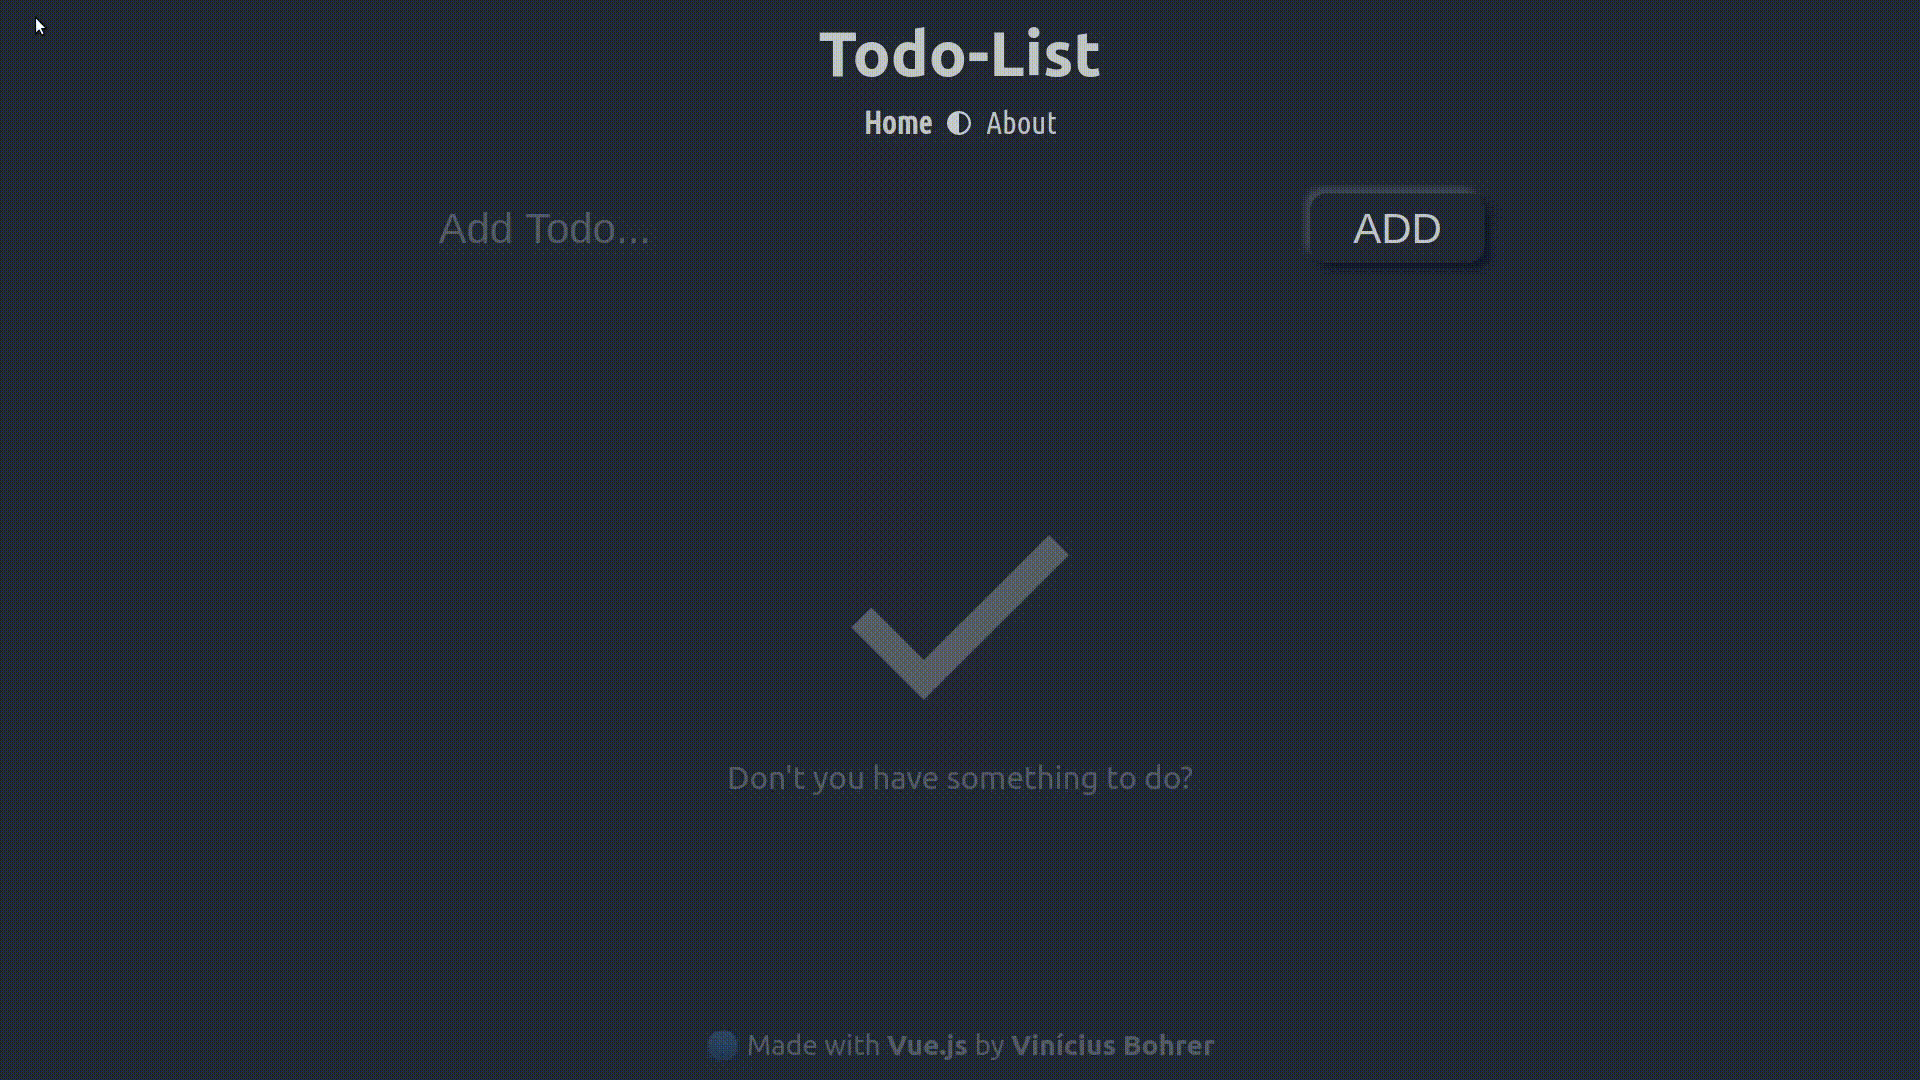 Todo-List
Home About
Add Todo... ADD
Don't you have something to do?
Made with Vue.js by Vinícius Bohrer